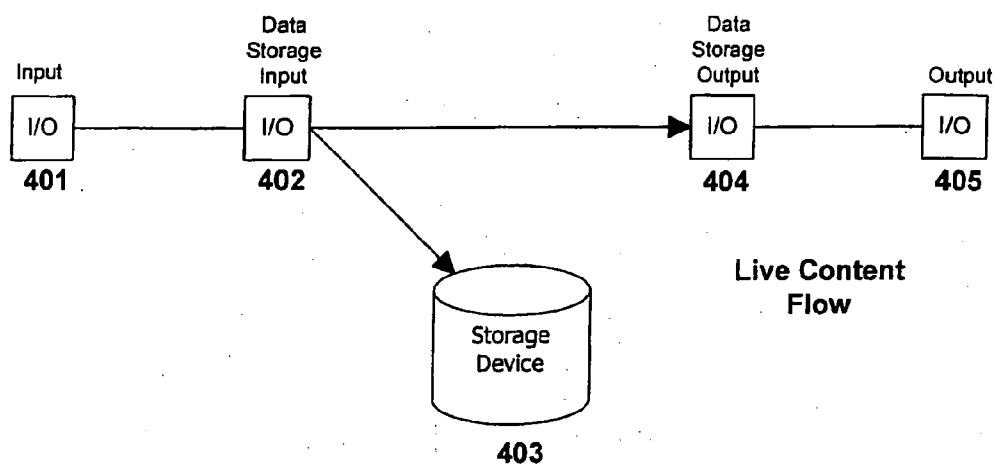 Input
Data
Storage
Input
Data
Storage
Output
Output
I/O
I/O
I/O
I/O
401
402
404
405
Live Content
Flow
Storage
Device
403